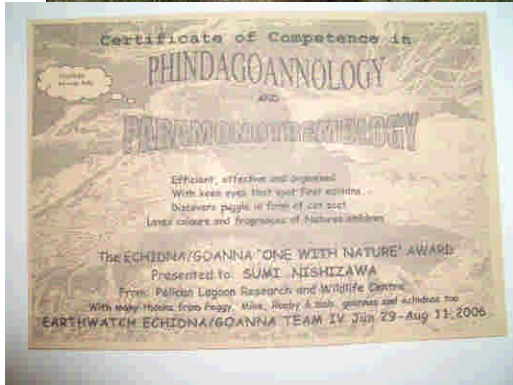 Certificate of Competence in
PHINDAGOANNOLOGY
AND
Efficient, effective and organised
With keen eyes that spot first echidna
Discovers puggle in form of cat scat
Loves colours and fragrances of Natures children
The ECHIDNA/GOANNA "ONE WITH NATURE" AWARD
Presented to: SUMI NISHIZAWA
From: Pelican Lagoon Research and Wildlife Centre
With many thanks from Peggy, Mike, & mob, goannas and echidnas too
EARTHWATCH ECHIDNA/GOANNA TEAM IV Jun 29-Aug 11,2006